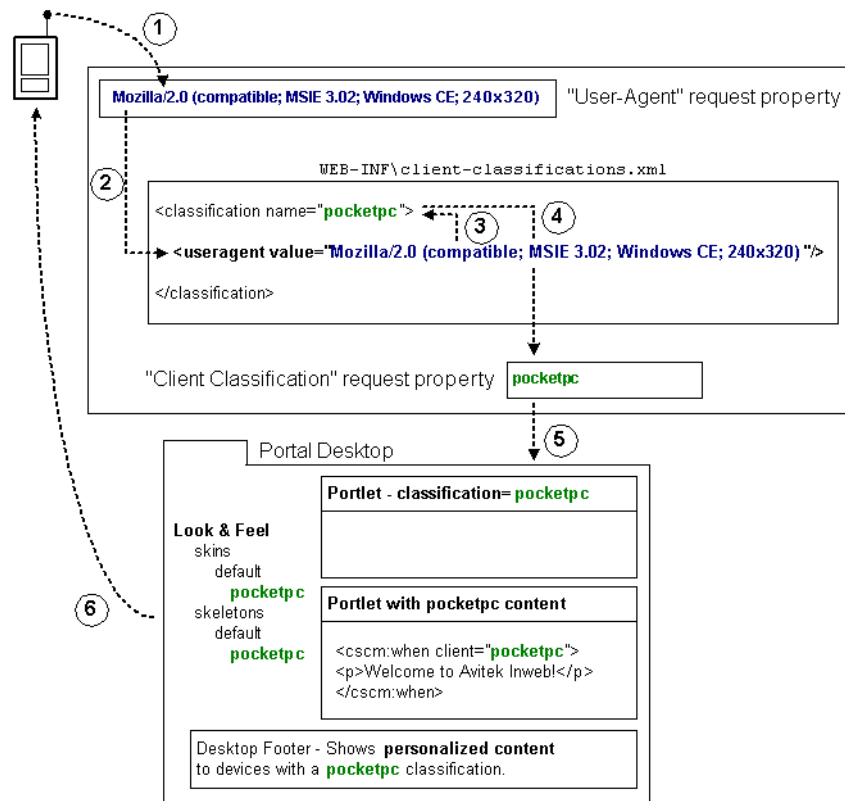 1
Mozilla/2.0 (compatible; MSIE 3.02; Windows CE; 240x320)
"User-Agent" request property
WEB-INF\client-classifications.xml
2
<classification name="pocketpc">
3
4
<useragent value="Mozilla/2.0 (compatible; MSIE 3.02; Windows CE; 240x320) "/>
</classification>
"Client Classification" request property
pocketpc
5
Portal Desktop
Portlet - classification= pocketpc
Look & Feel
skins
default
pocketpc
skeletons
default
pocketpc
6
Portlet with pocketpc content
<cscm:when client="pocketpc">
<p>Welcome to Avitek Inweb!</p>
</cscm:when>
Desktop Footer - Shows personalized content
to devices with a pocketpc classification.